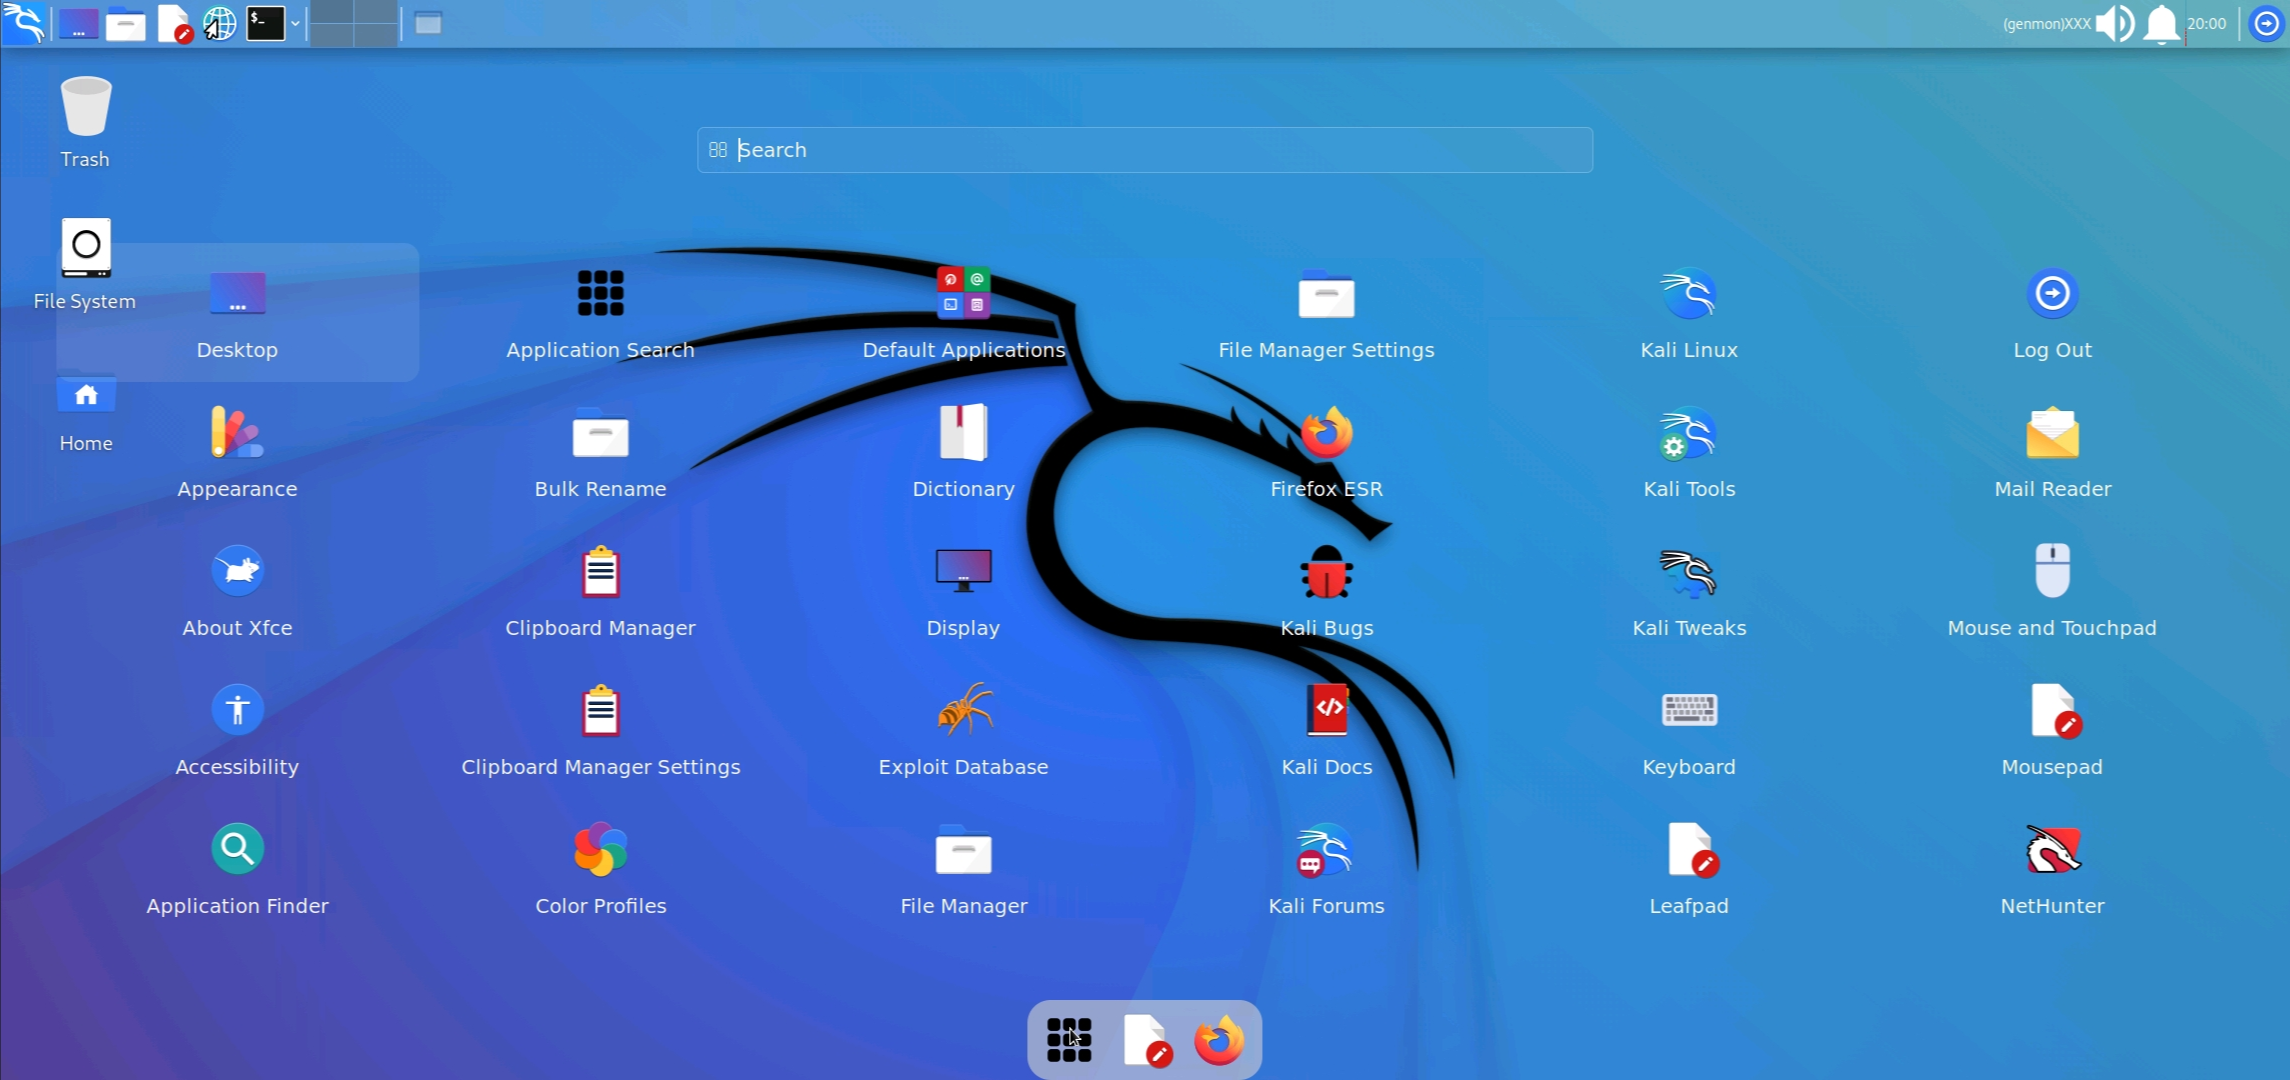 (genmon)XXX 20:00
Trash
Search
File System
Desktop
Application Search
Default Applications
File Manager Settings
Kali Linux
Log Out
Home
Appearance
Bulk Rename
Dictionary
Firefox ESR
Kali Tools
Mail Reader
About Xfce
Clipboard Manager
Display
Kali Bugs
Kali Tweaks
Mouse and Touchpad
Accessibility
Clipboard Manager Settings
Exploit Database
Kali Docs
Keyboard
Mousepad
Application Finder
Color Profiles
File Manager
Kali Forums
Leafpad
NetHunter